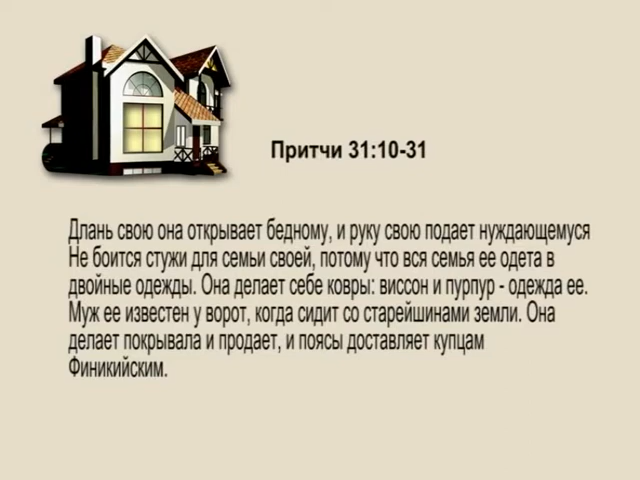 Притчи 31:10-31
Длань свою она открывает бедному, и руку свою подает нуждающемуся
Не боится стужи для семьи своей, потому что вся семья ее одета в
двойные одежды. Она делает себе ковры: виссон и пурпур - одежда ее.
Муж ее известен у ворот, когда сидит со старейшинами земли. Она
делает покрывала и продает, и поясы доставляет купцам
Финикийским.